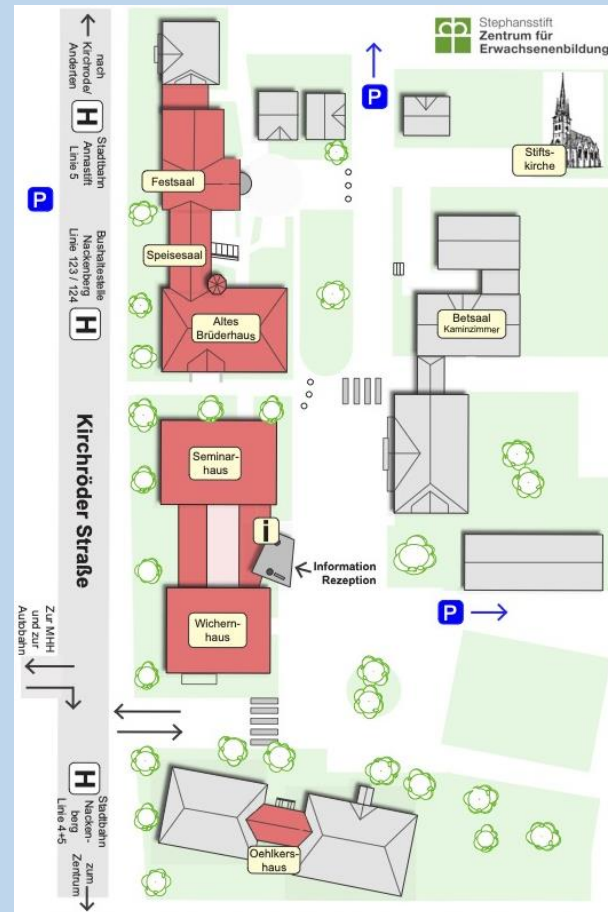 Stephansstift
Zentrum für
Erwachsenenbildung
nach
Kirchrode/
Anderten
H
Stadtbahn
Annastift
Linie 5
P
P
Stifts-
kirche
Festsaal
Speisesaal
Bushaltestelle
Nackenberg
Linie 123 / 124
H
Altes
Brüderhaus
Betsaal
Kaminzimmer
Kirchröder Straße
Seminar-
haus
i
Information
Rezeption
Wichern-
haus
P
Zur MHH
und zur
Autobahn
H
Stadtbahn
Nacken-
berg
Linie 4+5
zum
Zentrum
Oehlkers-
haus